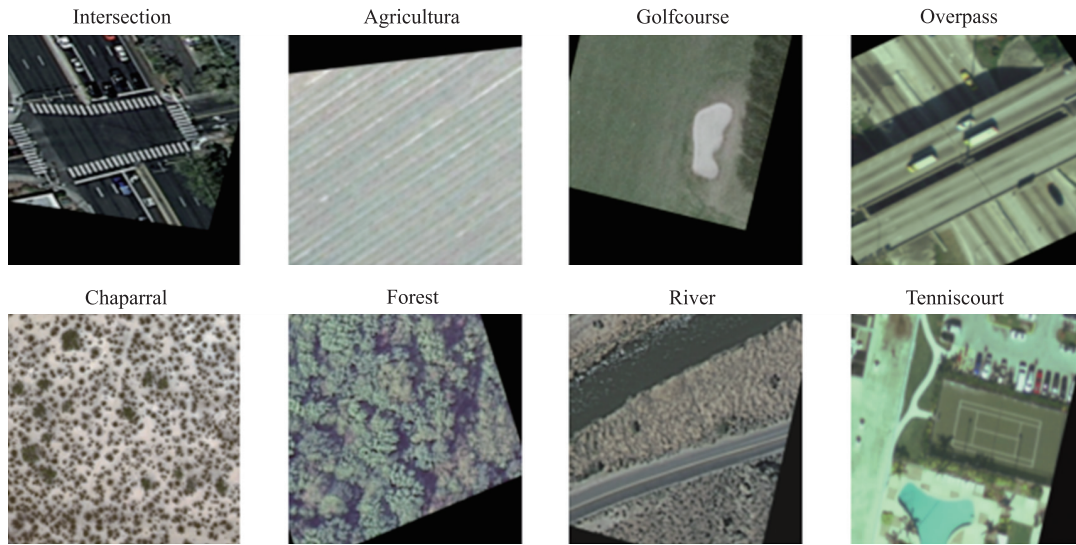 Intersection
Agricultura
Golfcourse
Overpass
Chaparral
Forest
River
Tenniscourt